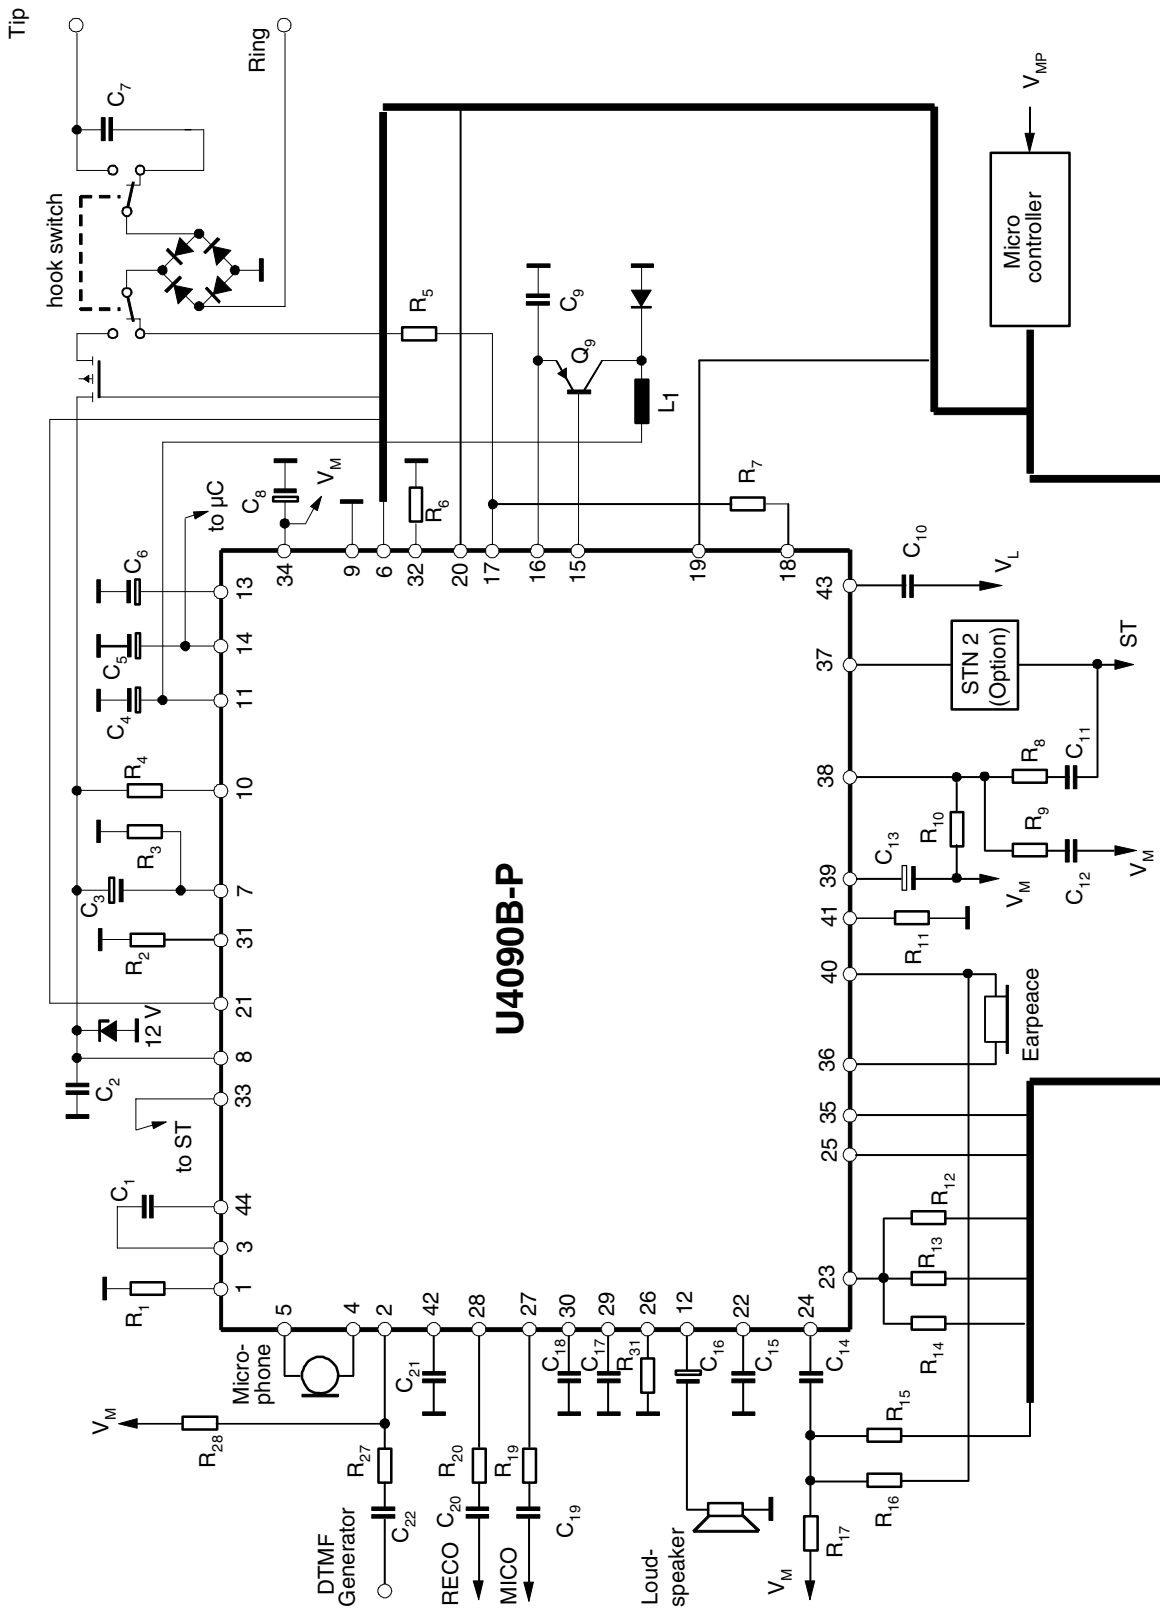 Tip
Ring
C7
hook switch
R5
C9
Q9
L1
Micro
controller
VMP
to µC
C8
VM
R6
R7
C6
C5
C4
R4
R3
C3
R2
12 V
C2
to ST
C1
R1
13
14
11
10
7
31
21
8
33
44
3
1
34
9
6
32
20
17
16
15
19
18
U4090B-P
43
37
38
39
41
40
36
35
25
23
5
4
2
42
28
27
30
29
26
12
22
24
C10
VL
STN 2
(Option)
ST
R8
C11
R9
C12
VM
R10
C13
VM
R11
Earpeace
R12
R13
R14
R15
R16
R17
VM
C14
C15
C16
R31
C17
C18
Loud-
speaker
Micro-
phone
C21
R19
C19
MICO
R20
C20
RECO
R27
C22
DTMF
Generator
R28
VM